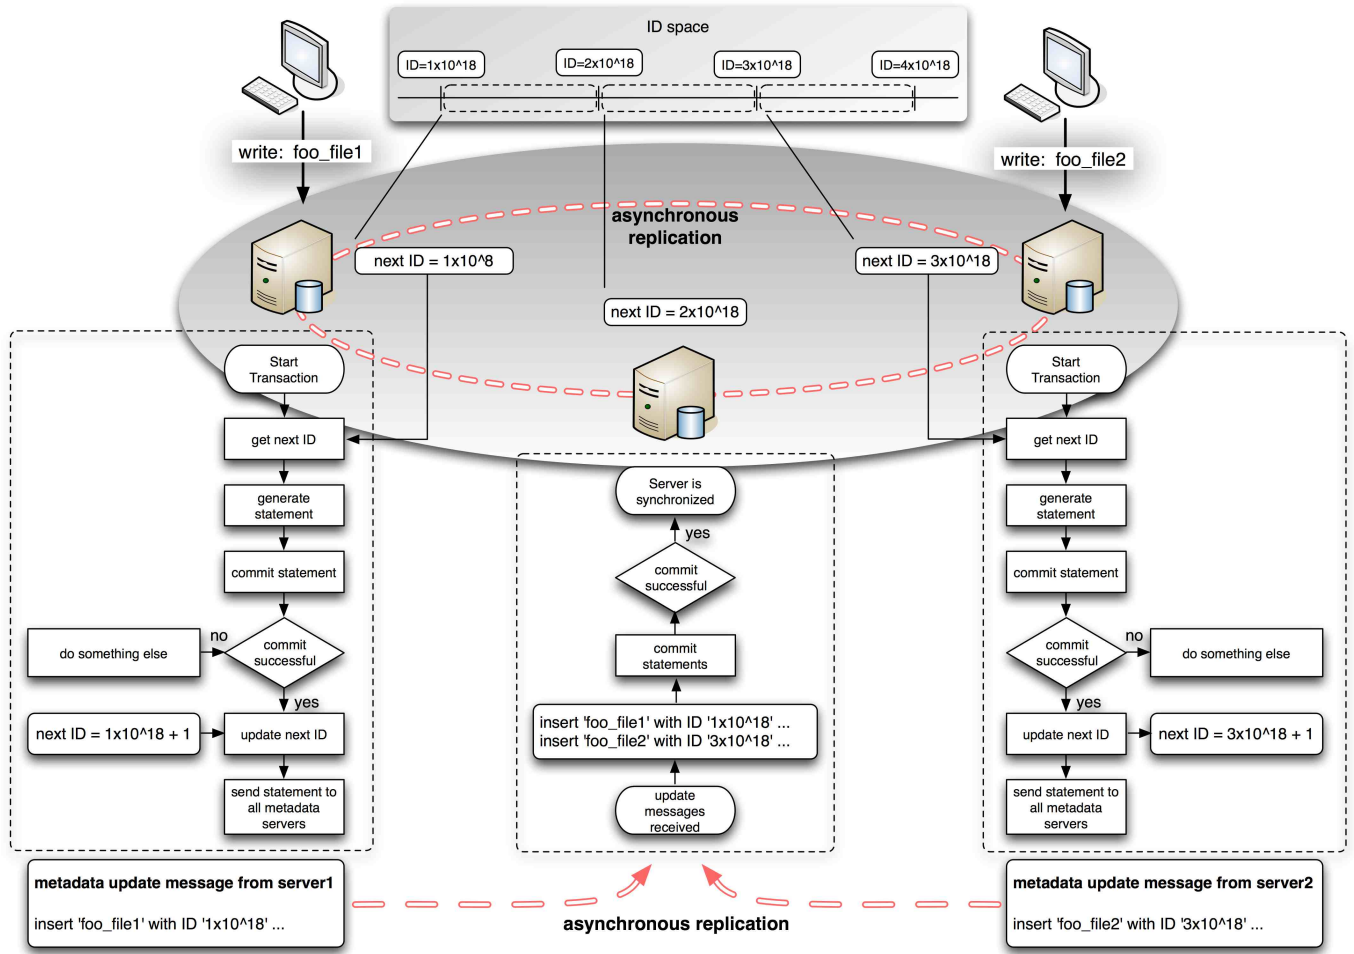 ID space
ID=1x10^18
ID=2x10^18
ID=3x10^18
ID=4x10^18
write: foo_file1
write: foo_file2
asynchronous
replication
next ID = 1x10^8
next ID = 3x10^18
next ID = 2x10^18
Start
Transaction
get next ID
generate
statement
commit statement
commit
successful
no
do something else
yes
next ID = 1x10^18 + 1
update next ID
send statement to
all metadata
servers
Server is
synchronized
yes
commit
successful
commit
statements
insert 'foo_file1' with ID '1x10^18' ...
insert 'foo_file2' with ID '3x10^18' ...
update
messages
received
Start
Transaction
get next ID
generate
statement
commit statement
commit
successful
no
do something else
yes
update next ID
next ID = 3x10^18 + 1
send statement to
all metadata
servers
metadata update message from server1
insert 'foo_file1' with ID '1x10^18' ...
asynchronous replication
metadata update message from server2
insert 'foo_file2' with ID '3x10^18' ...